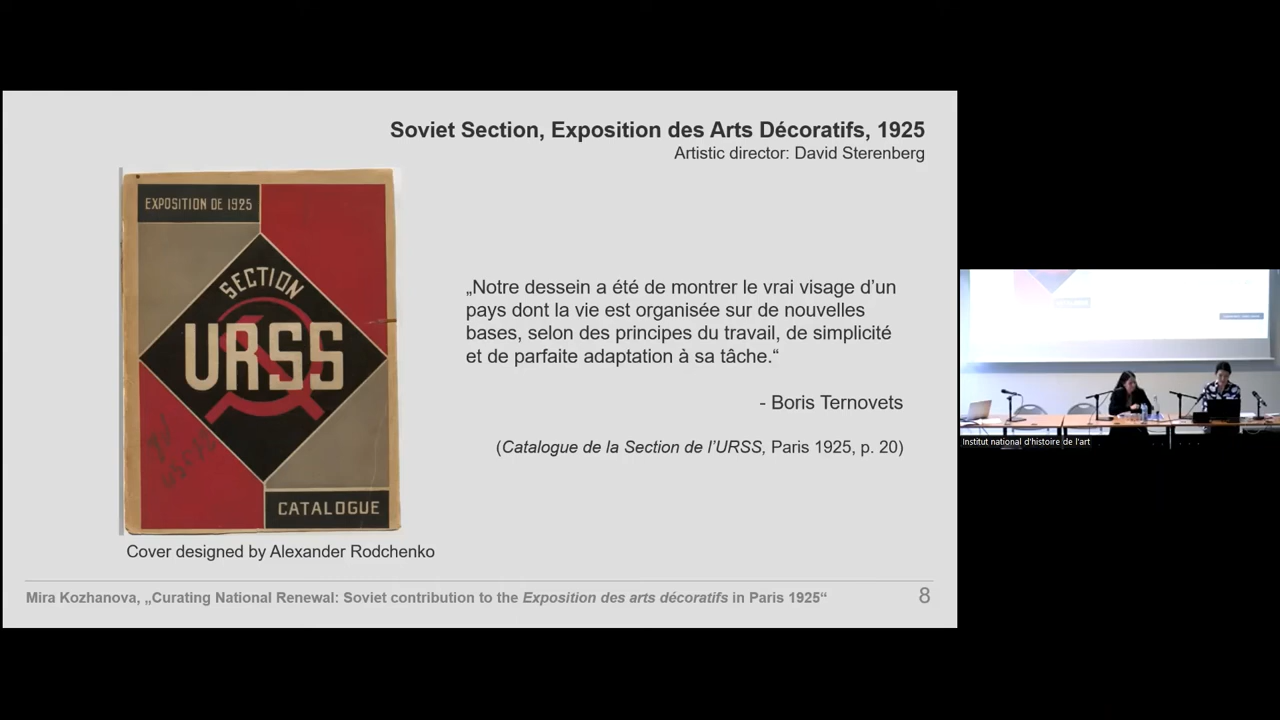 Soviet Section, Exposition des Arts Décoratifs, 1925
Artistic director: David Sterenberg
EXPOSITION DE 1925
SECTION
URSS
CATALOGUE
Cover designed by Alexander Rodchenko
„Notre dessein a été de montrer le vrai visage d’un
pays dont la vie est organisée sur de nouvelles
bases, selon des principes du travail, de simplicité
et de parfaite adaptation à sa tâche.“
- Boris Ternovets
(Catalogue de la Section de l’URSS, Paris 1925, p. 20)
Mira Kozhanova, „Curating National Renewal: Soviet contribution to the Exposition des arts décoratifs in Paris 1925“
8
Institut national d'histoire de l'art